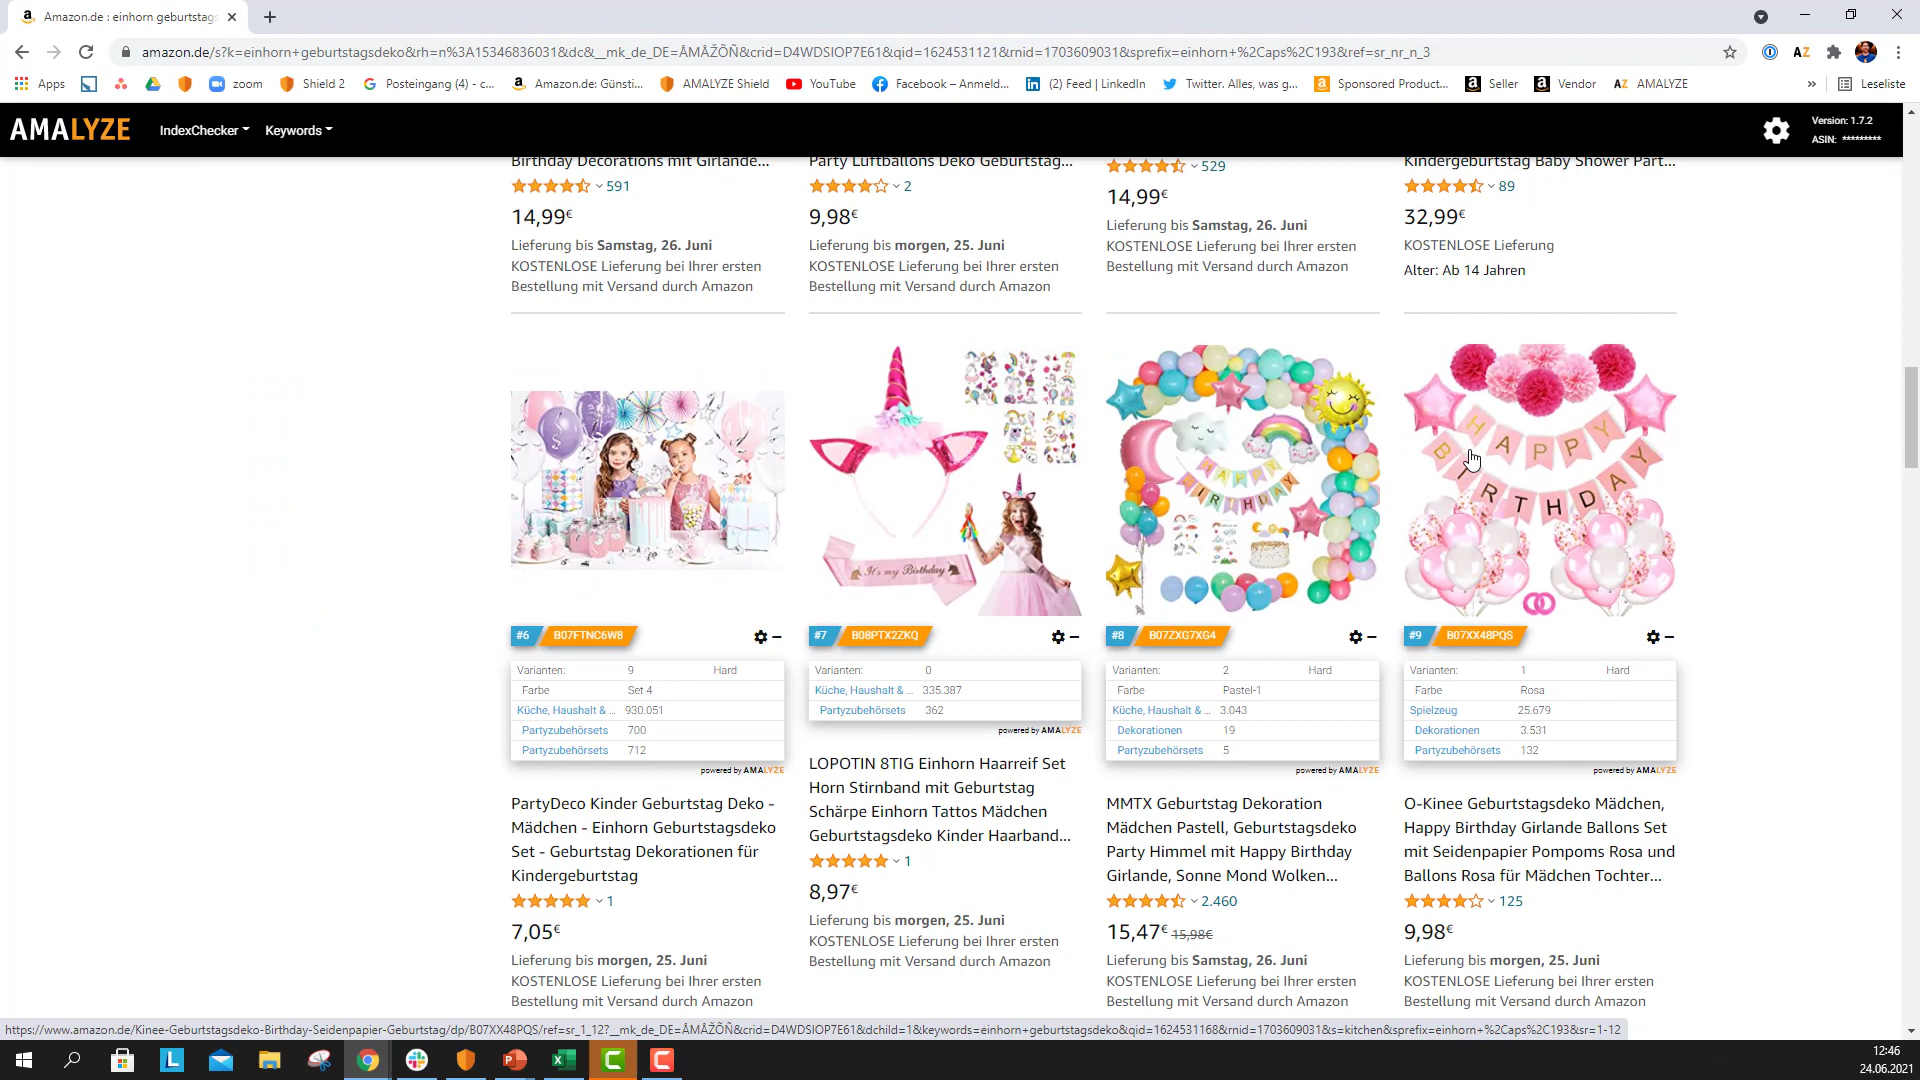 Amazon.de : einhorn geburtstags
amazon.de/s?k=einhorn+geburtstagsdeko&rh=n%3A15346836031&dc&__mk_de_DE=ÅMÅŽÕÑ&crid=D4WDSIOP7E61&qid=1624531121&rnid=1703609031&sprefix=einhorn+%2Caps%2C193&ref=sr_nr_n_3
AZ
Apps zoom Shield 2 Posteingang (4) - c... Amazon.de: Günsti... AMALYZE Shield YouTube Facebook – Anmeld... (2) Feed | LinkedIn Twitter. Alles, was g... Sponsored Product... Seller Vendor AZ AMALYZE » Leseliste
AMALYZE IndexChecker Keywords Version: 1.7.2
ASIN: *********
Birthday Decorations mit Girlande...
591
14,99€
Lieferung bis Samstag, 26. Juni
KOSTENLOSE Lieferung bei Ihrer ersten
Bestellung mit Versand durch Amazon
Party Luftballons Deko Geburtstag...
2
9,98€
Lieferung bis morgen, 25. Juni
KOSTENLOSE Lieferung bei Ihrer ersten
Bestellung mit Versand durch Amazon
529
14,99€
Lieferung bis Samstag, 26. Juni
KOSTENLOSE Lieferung bei Ihrer ersten
Bestellung mit Versand durch Amazon
Kindergeburtstag Baby Shower Part...
89
32,99€
KOSTENLOSE Lieferung
Alter: Ab 14 Jahren
It's my Birthday
HAPPY
BIRTHDAY
HAPPY
BIRTHDAY
#6 B07FTNC6W8
Varianten: 9 Hard
Farbe Set 4
Küche, Haushalt & ... 930.051
Partyzubehörsets 700
Partyzubehörsets 712
powered by AMALYZE
PartyDeco Kinder Geburtstag Deko -
Mädchen - Einhorn Geburtstagsdeko
Set - Geburtstag Dekorationen für
Kindergeburtstag
1
7,05€
Lieferung bis morgen, 25. Juni
KOSTENLOSE Lieferung bei Ihrer ersten
Bestellung mit Versand durch Amazon
#7 B08PTX2ZKQ
Varianten: 0
Küche, Haushalt & ... 335.387
Partyzubehörsets 362
powered by AMALYZE
LOPOTIN 8TIG Einhorn Haarreif Set
Horn Stirnband mit Geburtstag
Schärpe Einhorn Tattos Mädchen
Geburtstagsdeko Kinder Haarband...
1
8,97€
Lieferung bis morgen, 25. Juni
KOSTENLOSE Lieferung bei Ihrer ersten
Bestellung mit Versand durch Amazon
#8 B07ZXG7XG4
Varianten: 2 Hard
Farbe Pastel-1
Küche, Haushalt & ... 3.043
Dekorationen 19
Partyzubehörsets 5
powered by AMALYZE
MMTX Geburtstag Dekoration
Mädchen Pastell, Geburtstagsdeko
Party Himmel mit Happy Birthday
Girlande, Sonne Mond Wolken...
2.460
15,47€ 15,98€
Lieferung bis Samstag, 26. Juni
KOSTENLOSE Lieferung bei Ihrer ersten
Bestellung mit Versand durch Amazon
#9 B07XX48PQS
Varianten: 1 Hard
Farbe Rosa
Spielzeug 25.679
Dekorationen 3.531
Partyzubehörsets 132
powered by AMALYZE
O-Kinee Geburtstagsdeko Mädchen,
Happy Birthday Girlande Ballons Set
mit Seidenpapier Pompoms Rosa und
Ballons Rosa für Mädchen Tochter...
125
9,98€
Lieferung bis morgen, 25. Juni
KOSTENLOSE Lieferung bei Ihrer ersten
Bestellung mit Versand durch Amazon
https://www.amazon.de/Kinee-Geburtstagsdeko-Birthday-Seidenpapier-Geburtstag/dp/B07XX48PQS/ref=sr_1_12?__mk_de_DE=ÅMÅŽÕÑ&crid=D4WDSIOP7E61&dchild=1&keywords=einhorn+geburtstagsdeko&qid=1624531168&rnid=1703609031&s=kitchen&sprefix=einhorn+%2Caps%2C193&sr=1-12
12:46
24.06.2021